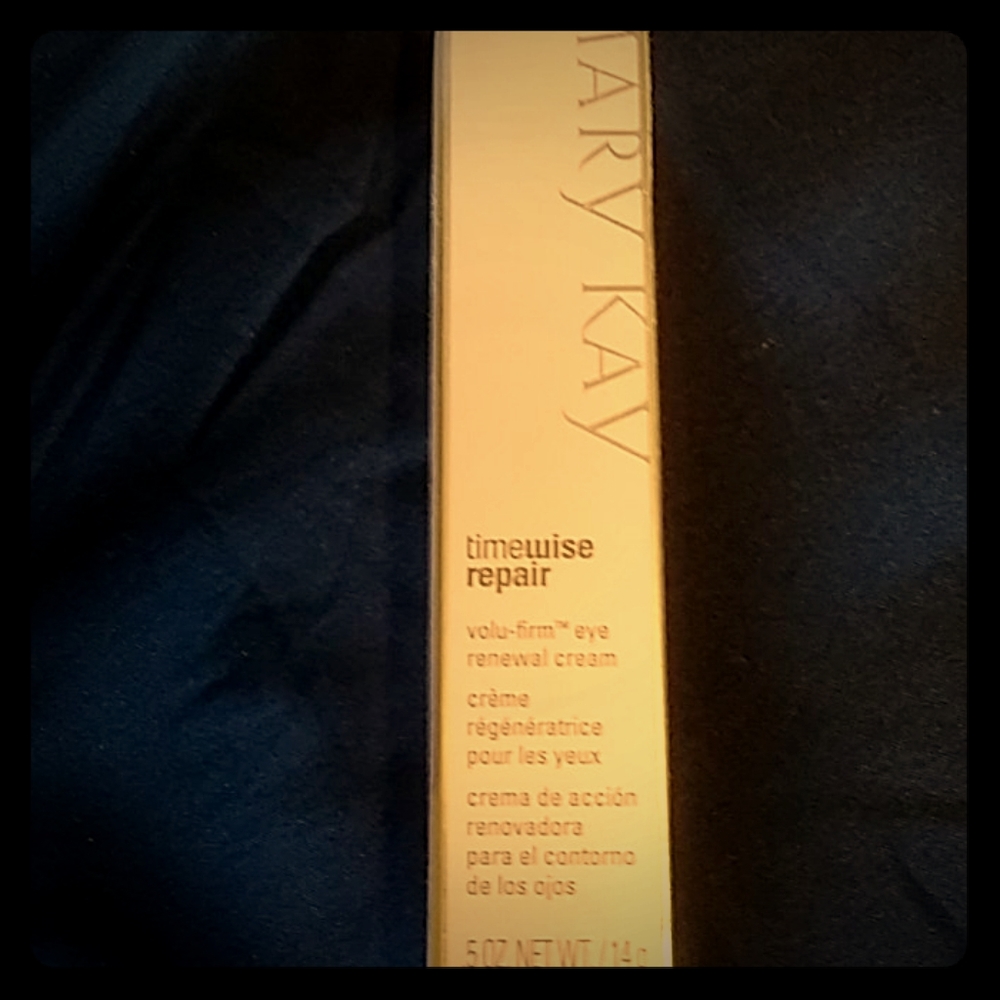 MARY KAY
timewise
repair
volu-firm™ eye
renewal cream
crème
régénératrice
pour les yeux
crema de acción
renovadora
para el contorno
de los ojos
5 OZ. NET WT. / 14 g